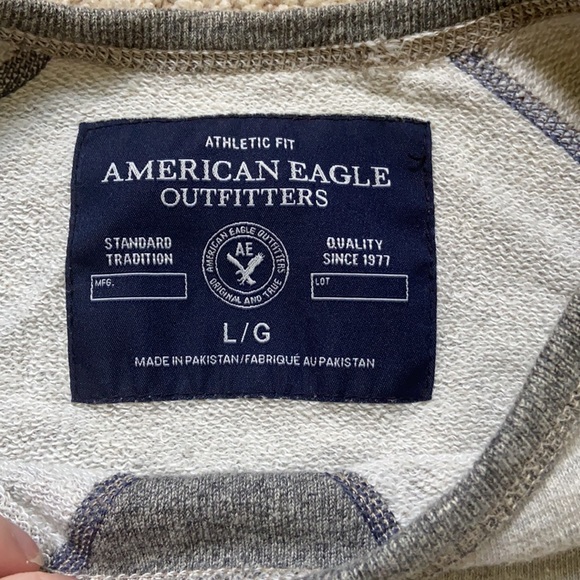 ATHLETIC FIT
AMERICAN EAGLE
OUTFITTERS
STANDARD
TRADITION
MFG.
AMERICAN EAGLE OUTFITTERS
AE
ORIGINAL AND TRUE
QUALITY
SINCE 1977
LOT
L/G
MADE IN PAKISTAN/FABRIQUÉ AU PAKISTAN